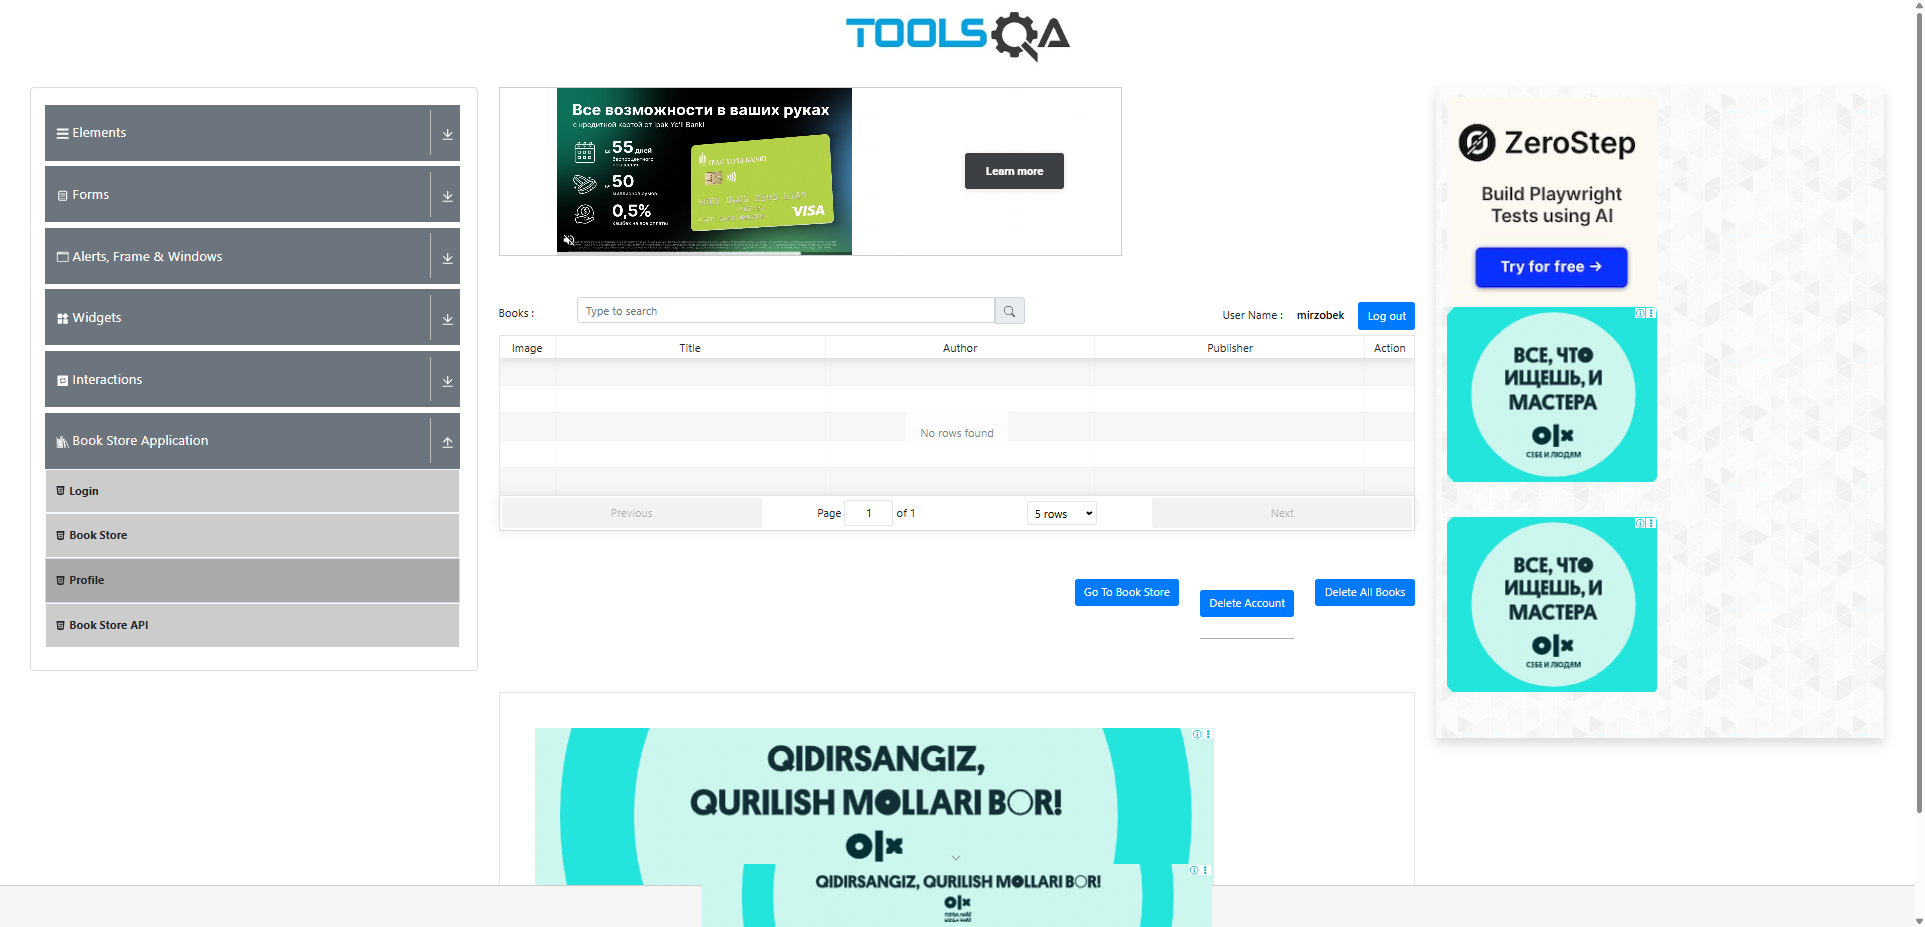 TOOLSQA
Elements
Forms
Alerts, Frame & Windows
Widgets
Interactions
Book Store Application
Login
Book Store
Profile
Book Store API
Все возможности в ваших руках
с кредитной картой от Ipak Yo'li Banki
55 дней
50
0,5%
IPAK YO'LI BANKI
VISA
Learn more
Books :
Type to search
User Name :
mirzobek
Log out
Image
Title
Author
Publisher
Action
No rows found
Previous
Page
1
of 1
5 rows
Next
Go To Book Store
Delete Account
Delete All Books
QIDIRSANGIZ,
QURILISH MOLLARI BOR!
olx
QIDIRSANGIZ, QURILISH MOLLARI BOR!
olx
ZeroStep
Build Playwright
Tests using AI
Try for free →
ВСЕ, ЧТО
ИЩЕШЬ, И
МАСТЕРА
olx
СЕБЕ И ЛЮДЯМ
ВСЕ, ЧТО
ИЩЕШЬ, И
МАСТЕРА
olx
СЕБЕ И ЛЮДЯМ